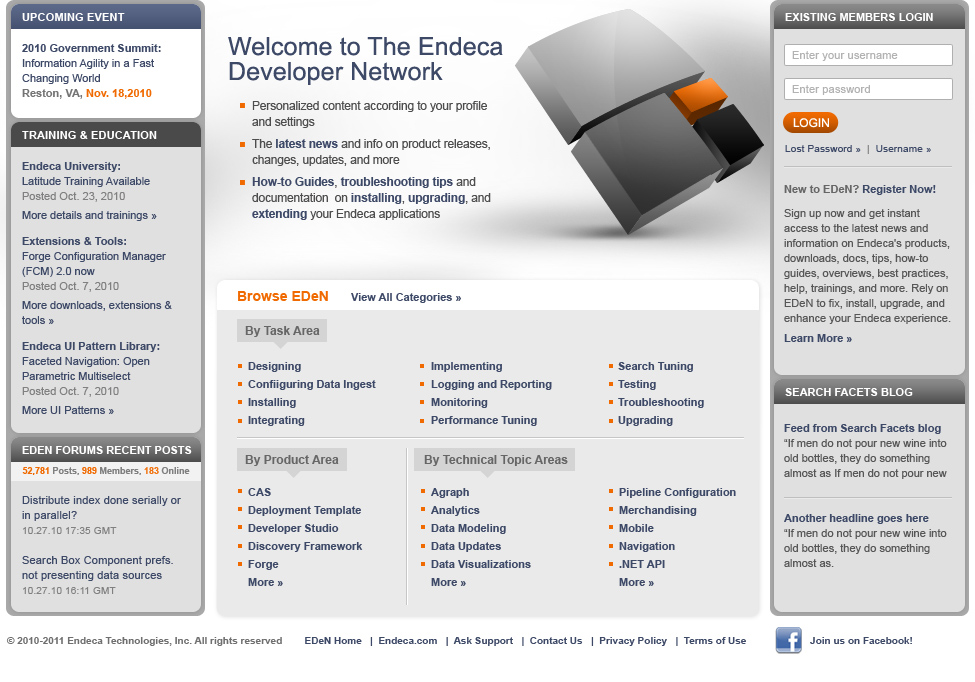 UPCOMING EVENT
2010 Government Summit:
Information Agility in a Fast
Changing World
Reston, VA, Nov. 18,2010
TRAINING & EDUCATION
Endeca University:
Latitude Training Available
Posted Oct. 23, 2010
More details and trainings »
Extensions & Tools:
Forge Configuration Manager
(FCM) 2.0 now
Posted Oct. 7, 2010
More downloads, extensions &
tools »
Endeca UI Pattern Library:
Faceted Navigation: Open
Parametric Multiselect
Posted Oct. 7, 2010
More UI Patterns »
EDEN FORUMS RECENT POSTS
52,781 Posts, 989 Members, 183 Online
Distribute index done serially or
in parallel?
10.27.10 17:35 GMT
Search Box Component prefs.
not presenting data sources
10.27.10 16:11 GMT
Welcome to The Endeca
Developer Network
Personalized content according to your profile
and settings
The latest news and info on product releases,
changes, updates, and more
How-to Guides, troubleshooting tips and
documentation on installing, upgrading, and
extending your Endeca applications
Browse EDeN View All Categories »
By Task Area
Designing
Confiiguring Data Ingest
Installing
Integrating
Implementing
Logging and Reporting
Monitoring
Performance Tuning
Search Tuning
Testing
Troubleshooting
Upgrading
By Product Area
CAS
Deployment Template
Developer Studio
Discovery Framework
Forge
More »
By Technical Topic Areas
Agraph
Analytics
Data Modeling
Data Updates
Data Visualizations
More »
Pipeline Configuration
Merchandising
Mobile
Navigation
.NET API
More »
EXISTING MEMBERS LOGIN
Enter your username
Enter password
LOGIN
Lost Password » | Username »
New to EDeN? Register Now!
Sign up now and get instant
access to the latest news and
information on Endeca's products,
downloads, docs, tips, how-to
guides, overviews, best practices,
help, trainings, and more. Rely on
EDeN to fix, install, upgrade, and
enhance your Endeca experience.
Learn More »
SEARCH FACETS BLOG
Feed from Search Facets blog
“If men do not pour new wine into
old bottles, they do something
almost as If men do not pour new
Another headline goes here
“If men do not pour new wine into
old bottles, they do something
almost as.
© 2010-2011 Endeca Technologies, Inc. All rights reserved EDeN Home | Endeca.com | Ask Support | Contact Us | Privacy Policy | Terms of Use
f Join us on Facebook!